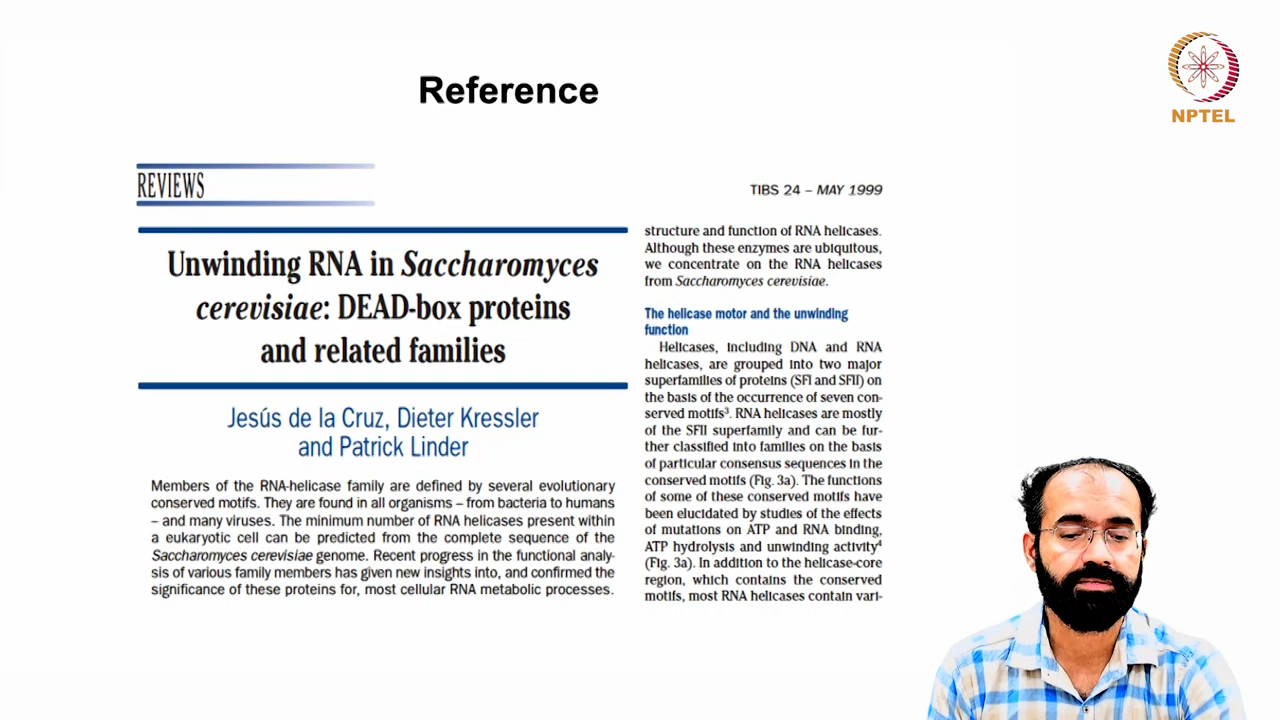 Reference
NPTEL
REVIEWS
TIBS 24 – MAY 1999
Unwinding RNA in Saccharomyces
cerevisiae: DEAD-box proteins
and related families
Jesús de la Cruz, Dieter Kressler
and Patrick Linder
Members of the RNA-helicase family are defined by several evolutionary
conserved motifs. They are found in all organisms – from bacteria to humans
– and many viruses. The minimum number of RNA helicases present within
a eukaryotic cell can be predicted from the complete sequence of the
Saccharomyces cerevisiae genome. Recent progress in the functional analy-
sis of various family members has given new insights into, and confirmed the
significance of these proteins for, most cellular RNA metabolic processes.
structure and function of RNA helicases.
Although these enzymes are ubiquitous,
we concentrate on the RNA helicases
from Saccharomyces cerevisiae.
The helicase motor and the unwinding
function
Helicases, including DNA and RNA
helicases, are grouped into two major
superfamilies of proteins (SFI and SFII) on
the basis of the occurrence of seven con-
served motifs³. RNA helicases are mostly
of the SFII superfamily and can be fur-
ther classified into families on the basis
of particular consensus sequences in the
conserved motifs (Fig. 3a). The functions
of some of these conserved motifs have
been elucidated by studies of the effects
of mutations on ATP and RNA binding,
ATP hydrolysis and unwinding activity⁴
(Fig. 3a). In addition to the helicase-core
region, which contains the conserved
motifs, most RNA helicases contain vari-